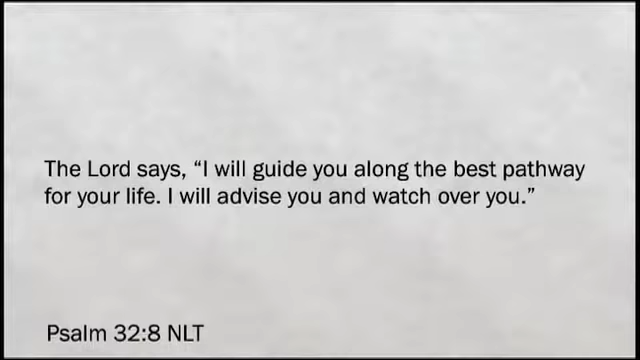 The Lord says, “I will guide you along the best pathway
for your life. I will advise you and watch over you.”
Psalm 32:8 NLT